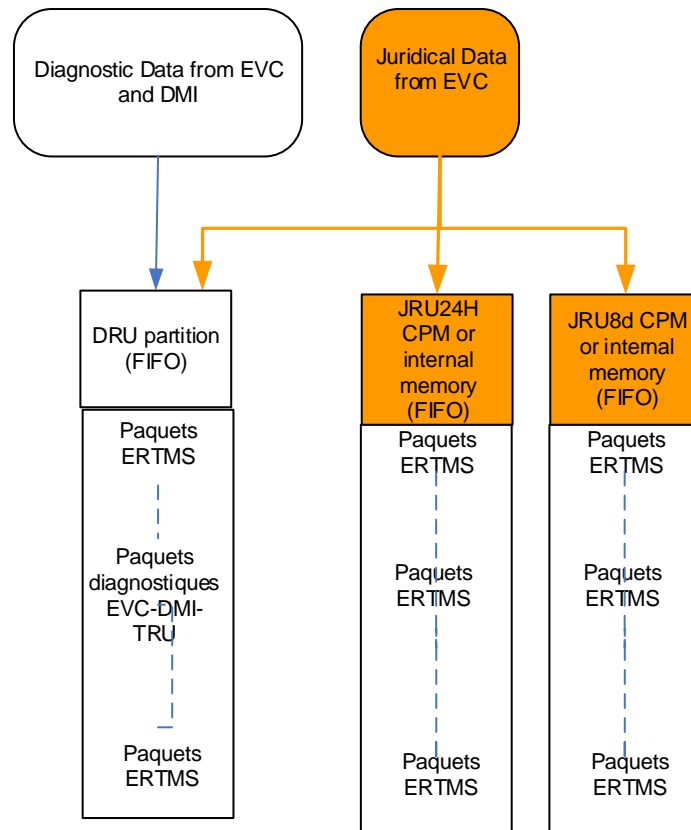 Diagnostic Data from EVC
and DMI
Juridical Data
from EVC
DRU partition
(FIFO)
JRU24H
CPM or
internal
memory
(FIFO)
JRU8d CPM
or internal
memory
(FIFO)
Paquets
ERTMS
Paquets
diagnostiques
EVC-DMI-
TRU
Paquets
ERTMS
Paquets
ERTMS
Paquets
ERTMS
Paquets
ERTMS
Paquets
ERTMS
Paquets
ERTMS
Paquets
ERTMS